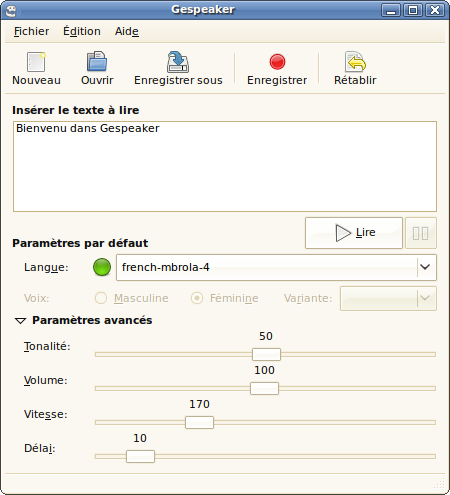 Gespeaker
Fichier Édition Aide
Nouveau Ouvrir Enregistrer sous Enregistrer Rétablir
Insérer le texte à lire
Bienvenu dans Gespeaker
Lire
Paramètres par défaut
Langue: french-mbrola-4
Voix: Masculine Féminine Variante:
Paramètres avancés
50
Tonalité:
100
Volume:
170
Vitesse:
10
Délai: